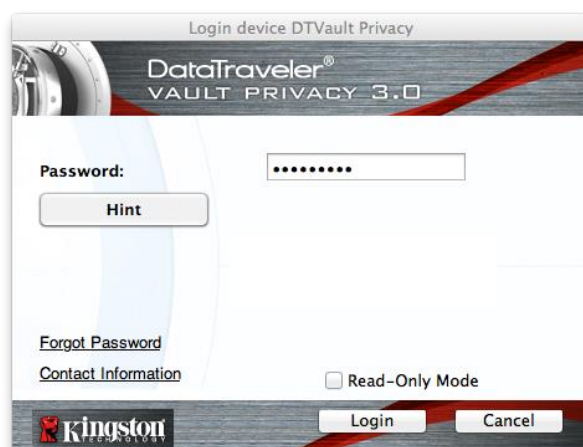 Login device DTVault Privacy
DataTraveler®
VAULT PRIVACY 3.0
Password:
•••••••••
Hint
Forgot Password
Contact Information
Read-Only Mode
Kingston
TECHNOLOGY
Login
Cancel